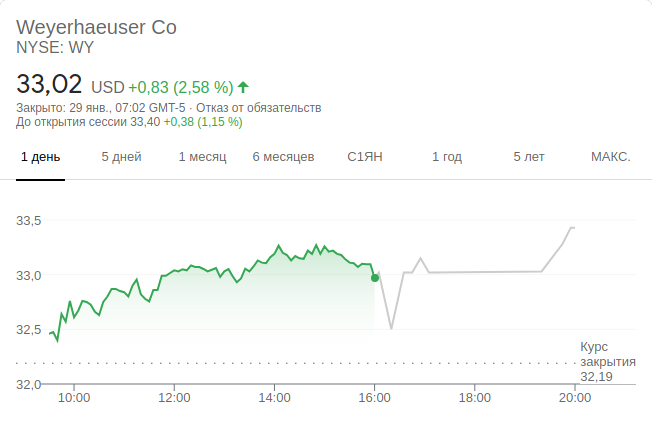 Weyerhaeuser Co
NYSE: WY
33,02 USD +0,83 (2,58 %)
Закрыто: 29 янв., 07:02 GMT-5 · Отказ от обязательств
До открытия сессии 33,40 +0,38 (1,15 %)
1 день 5 дней 1 месяц 6 месяцев С1ЯН 1 год 5 лет МАКС.
33,5
33,0
32,5
Курс
закрытия
32,19
32,0
10:00 12:00 14:00 16:00 18:00 20:00